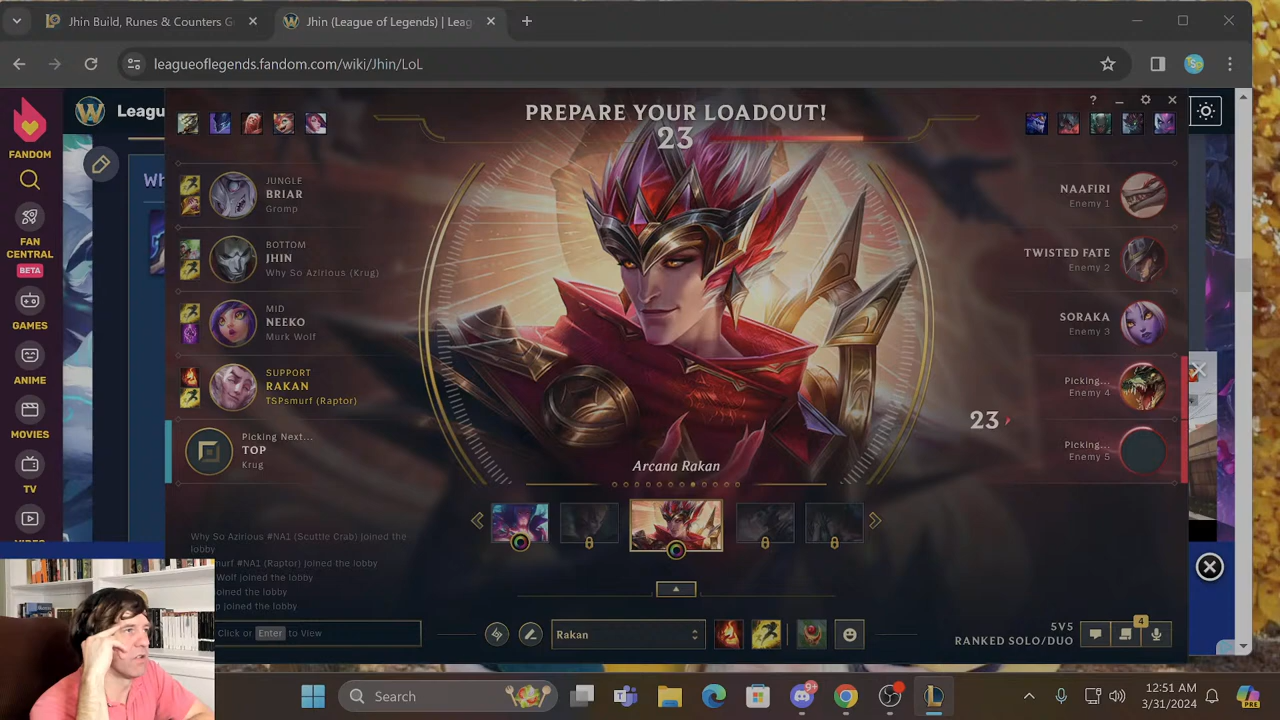 Jhin Build, Runes & Counters G
Jhin (League of Legends) | Leag
leagueoflegends.fandom.com/wiki/Jhin/LoL
Leagu
FANDOM
FAN
CENTRAL
BETA
GAMES
ANIME
MOVIES
TV
Wh
PREPARE YOUR LOADOUT!
23
JUNGLE
BRIAR
Gromp
BOTTOM
JHIN
Why So Azirious (Krug)
MID
NEEKO
Murk Wolf
SUPPORT
RAKAN
TSPsmurf (Raptor)
Picking Next...
TOP
Krug
NAAFIRI
Enemy 1
TWISTED FATE
Enemy 2
SORAKA
Enemy 3
Picking...
Enemy 4
23
Picking...
Enemy 5
Arcana Rakan
Why So Azirious #NA1 (Scuttle Crab) joined the
lobby
murf #NA1 (Raptor) joined the lobby
Wolf joined the lobby
joined the lobby
p joined the lobby
Click or Enter to View
Rakan
5V5
RANKED SOLO/DUO
4
Search
9+
12:51 AM
3/31/2024
PRE